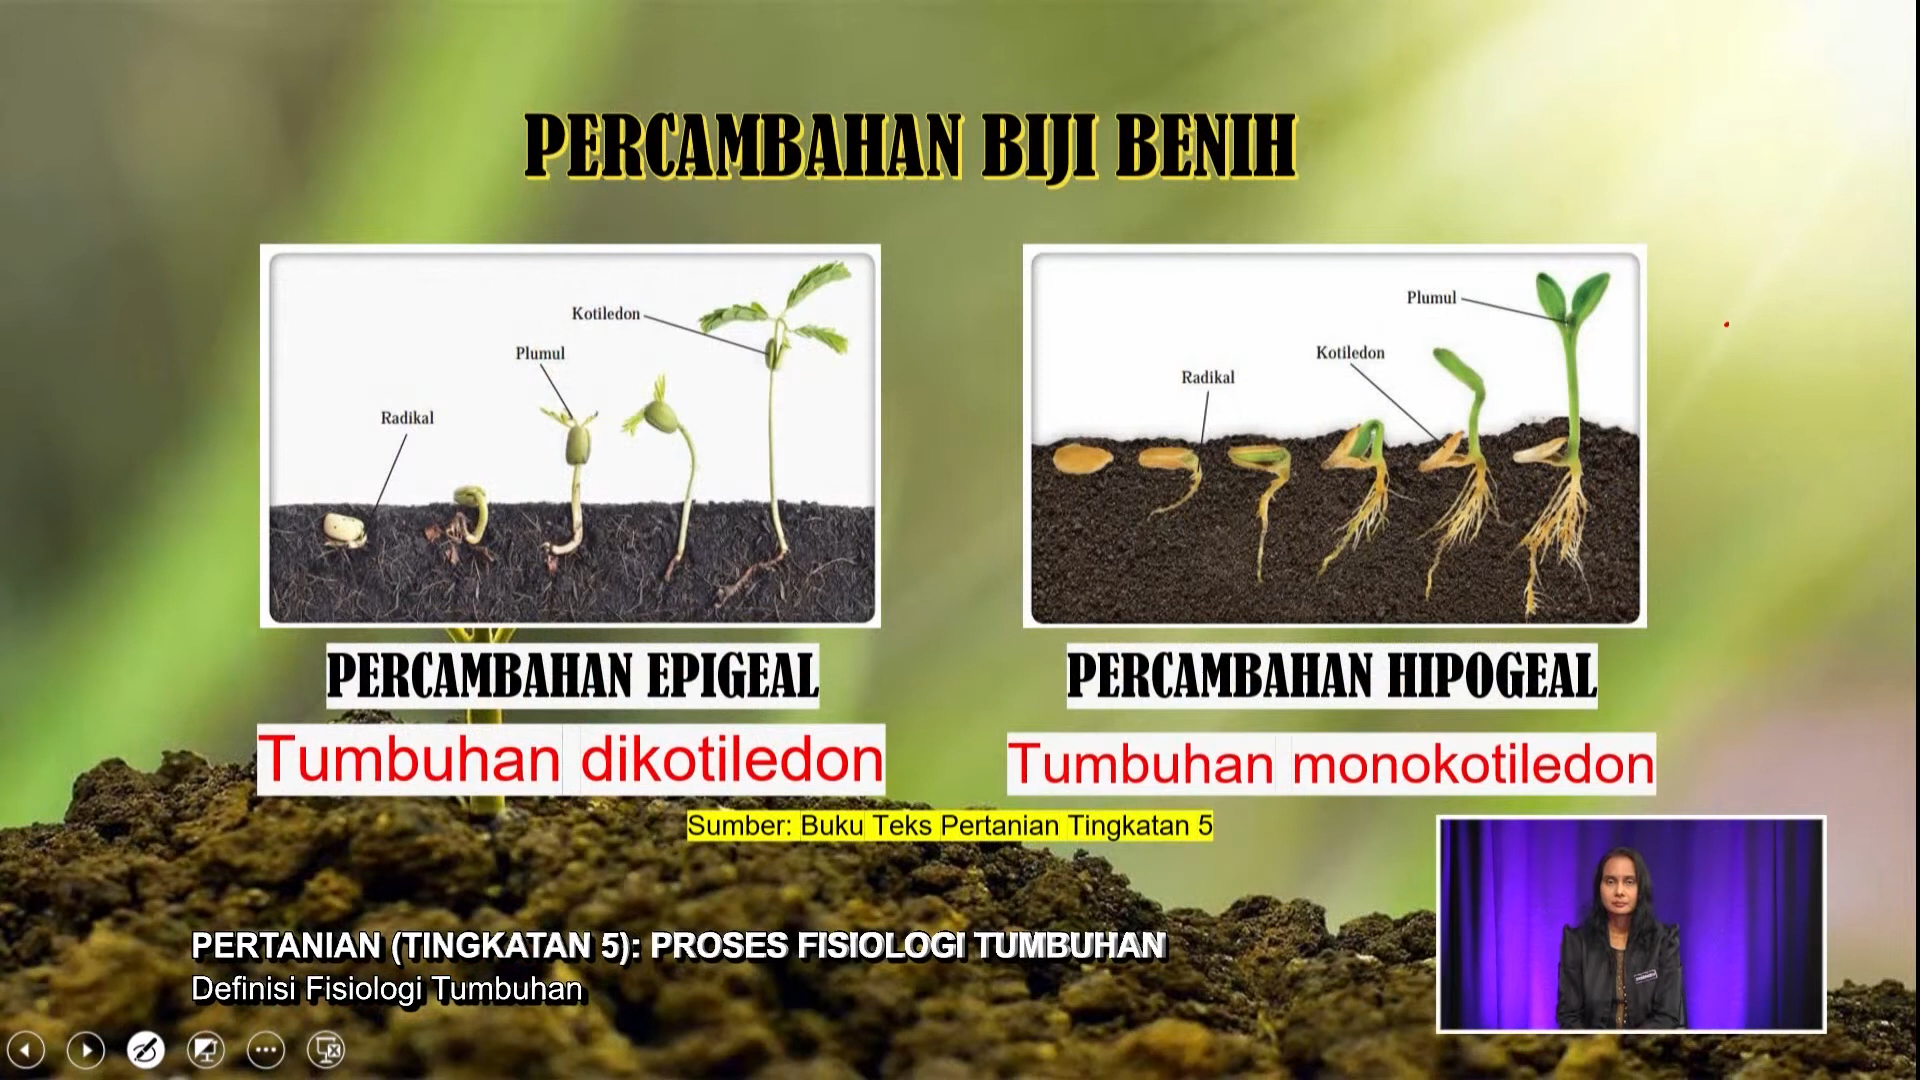 PERCAMBAHAN BIJI BENIH
Kotiledon
Plumul
Radikal
Plumul
Kotiledon
Radikal
PERCAMBAHAN EPIGEAL
PERCAMBAHAN HIPOGEAL
Tumbuhan dikotiledon
Tumbuhan monokotiledon
Sumber: Buku Teks Pertanian Tingkatan 5
PERTANIAN (TINGKATAN 5): PROSES FISIOLOGI TUMBUHAN
Definisi Fisiologi Tumbuhan